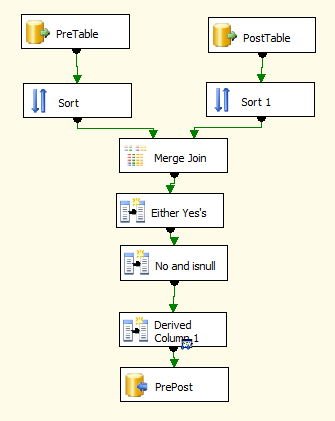 PreTable
PostTable
Sort
Sort 1
Merge Join
Either Yes's
No and isnull
Derived
Column 1
PrePost